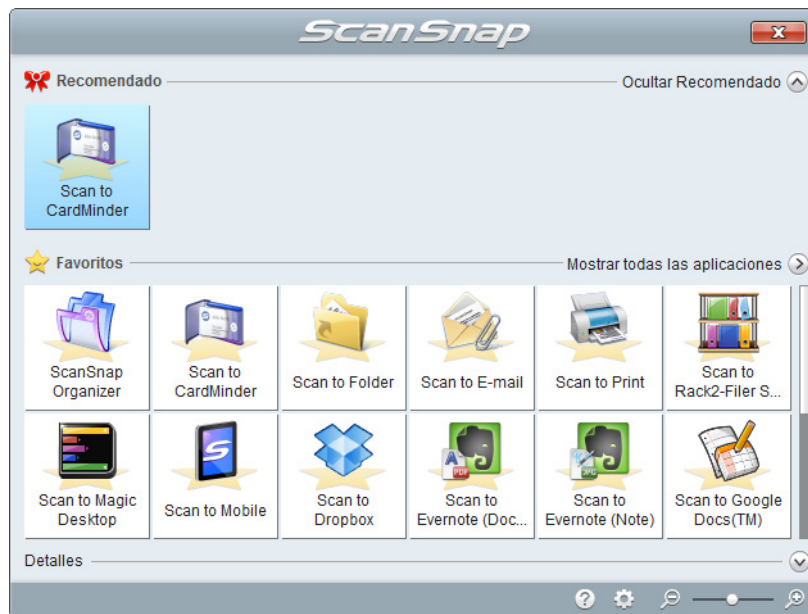 ScanSnap
Recomendado
Ocultar Recomendado
Scan to
CardMinder
Favoritos
Mostrar todas las aplicaciones
ScanSnap
Organizer
Scan to
CardMinder
Scan to Folder
Scan to E-mail
Scan to Print
Scan to
Rack2-Filer S...
Scan to Magic
Desktop
Scan to Mobile
Scan to
Dropbox
PDF
Scan to
Evernote (Doc...
JPG
Scan to
Evernote (Note)
Scan to Google
Docs(TM)
Detalles